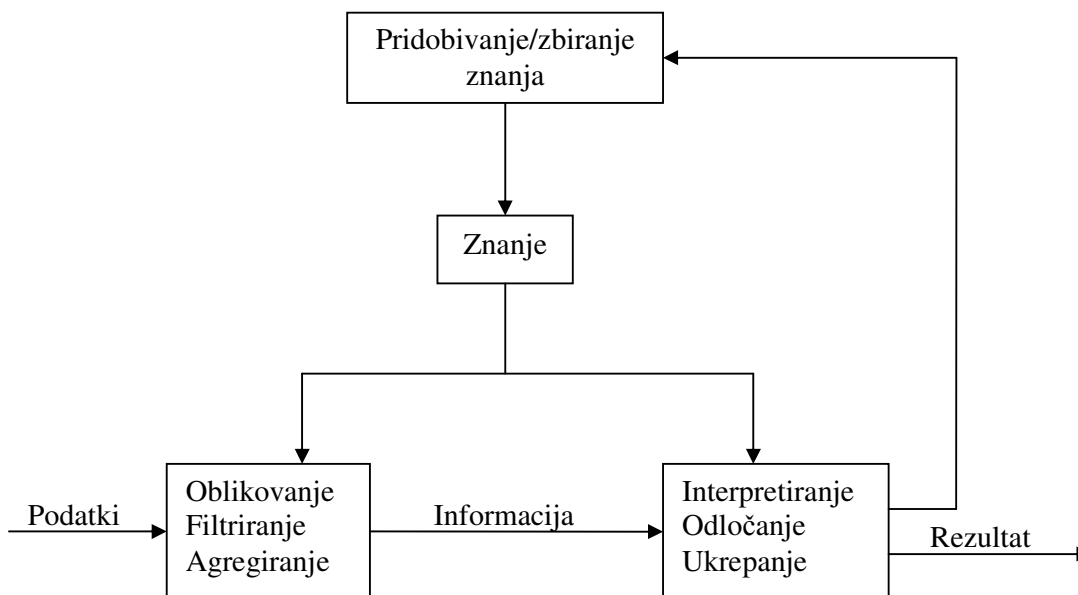 Pridobivanje/zbiranje
znanja
Znanje
Podatki
Oblikovanje
Filtriranje
Agregiranje
Informacija
Interpretiranje
Odločanje
Ukrepanje
Rezultat